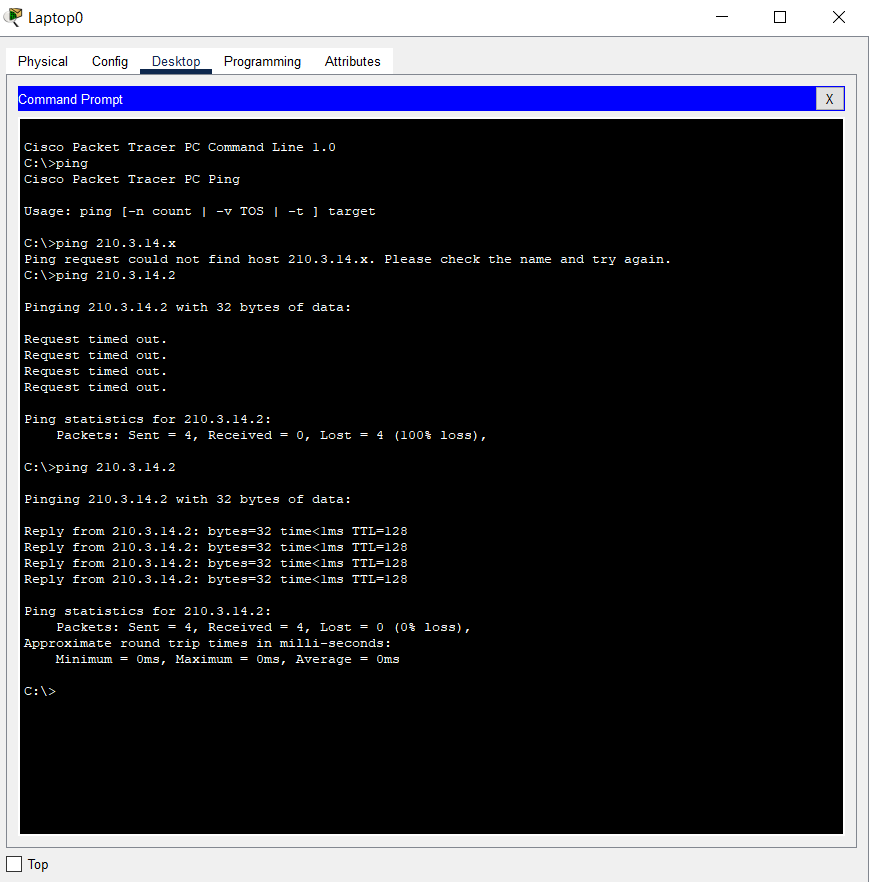 Laptop0
Physical Config Desktop Programming Attributes
Command Prompt X
Cisco Packet Tracer PC Command Line 1.0
C:\>ping
Cisco Packet Tracer PC Ping
Usage: ping [-n count | -v TOS | -t ] target
C:\>ping 210.3.14.x
Ping request could not find host 210.3.14.x. Please check the name and try again.
C:\>ping 210.3.14.2
Pinging 210.3.14.2 with 32 bytes of data:
Request timed out.
Request timed out.
Request timed out.
Request timed out.
Ping statistics for 210.3.14.2:
    Packets: Sent = 4, Received = 0, Lost = 4 (100% loss),
C:\>ping 210.3.14.2
Pinging 210.3.14.2 with 32 bytes of data:
Reply from 210.3.14.2: bytes=32 time<1ms TTL=128
Reply from 210.3.14.2: bytes=32 time<1ms TTL=128
Reply from 210.3.14.2: bytes=32 time<1ms TTL=128
Reply from 210.3.14.2: bytes=32 time<1ms TTL=128
Ping statistics for 210.3.14.2:
    Packets: Sent = 4, Received = 4, Lost = 0 (0% loss),
Approximate round trip times in milli-seconds:
    Minimum = 0ms, Maximum = 0ms, Average = 0ms
C:\>
Top